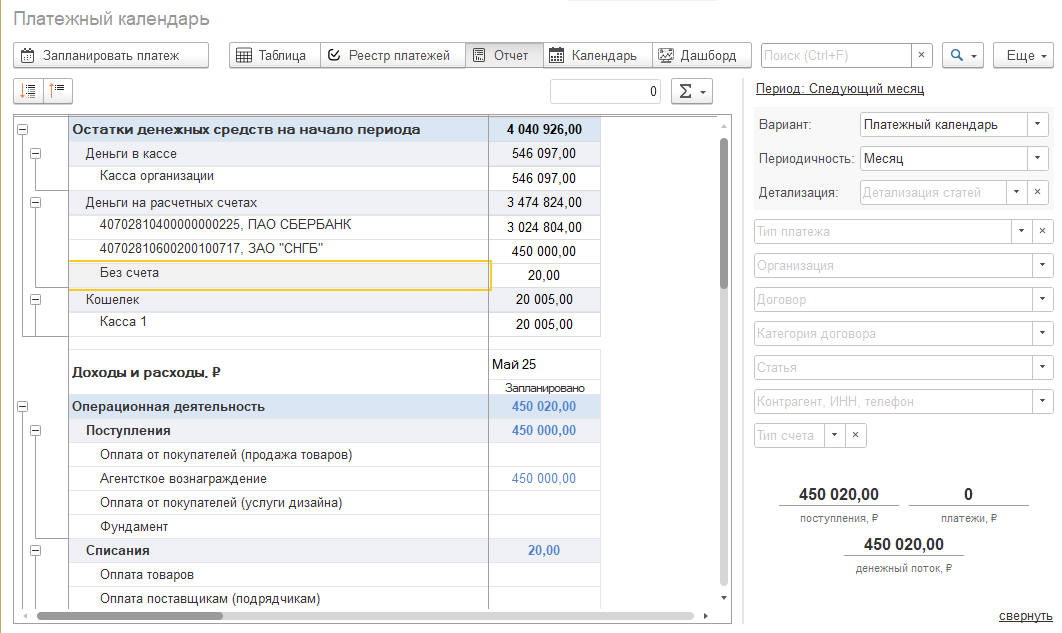 Платежный календарь
Запланировать платеж Таблица Реестр платежей Отчет Календарь Дашборд Поиск (Ctrl+F) × Еще
0 Σ
Период: Следующий месяц
Вариант: Платежный календарь
Периодичность: Месяц
Детализация: Детализация статей ×
Тип платежа ×
Организация
Договор
Категория договора
Статья
Контрагент, ИНН, телефон
Тип счета ×
450 020,00 0
поступления, ₽ платежи, ₽
450 020,00
денежный поток, ₽
свернуть
Остатки денежных средств на начало периода 4 040 926,00
Деньги в кассе 546 097,00
Касса организации 546 097,00
Деньги на расчетных счетах 3 474 824,00
40702810400000000225, ПАО СБЕРБАНК 3 024 804,00
40702810600200100717, ЗАО "СНГБ" 450 000,00
Без счета 20,00
Кошелек 20 005,00
Касса 1 20 005,00
Доходы и расходы, ₽ Май 25
Запланировано
Операционная деятельность 450 020,00
Поступления 450 000,00
Оплата от покупателей (продажа товаров)
Агентсткое вознаграждение 450 000,00
Оплата от покупателей (услуги дизайна)
Фундамент
Списания 20,00
Оплата товаров
Оплата поставщикам (подрядчикам)